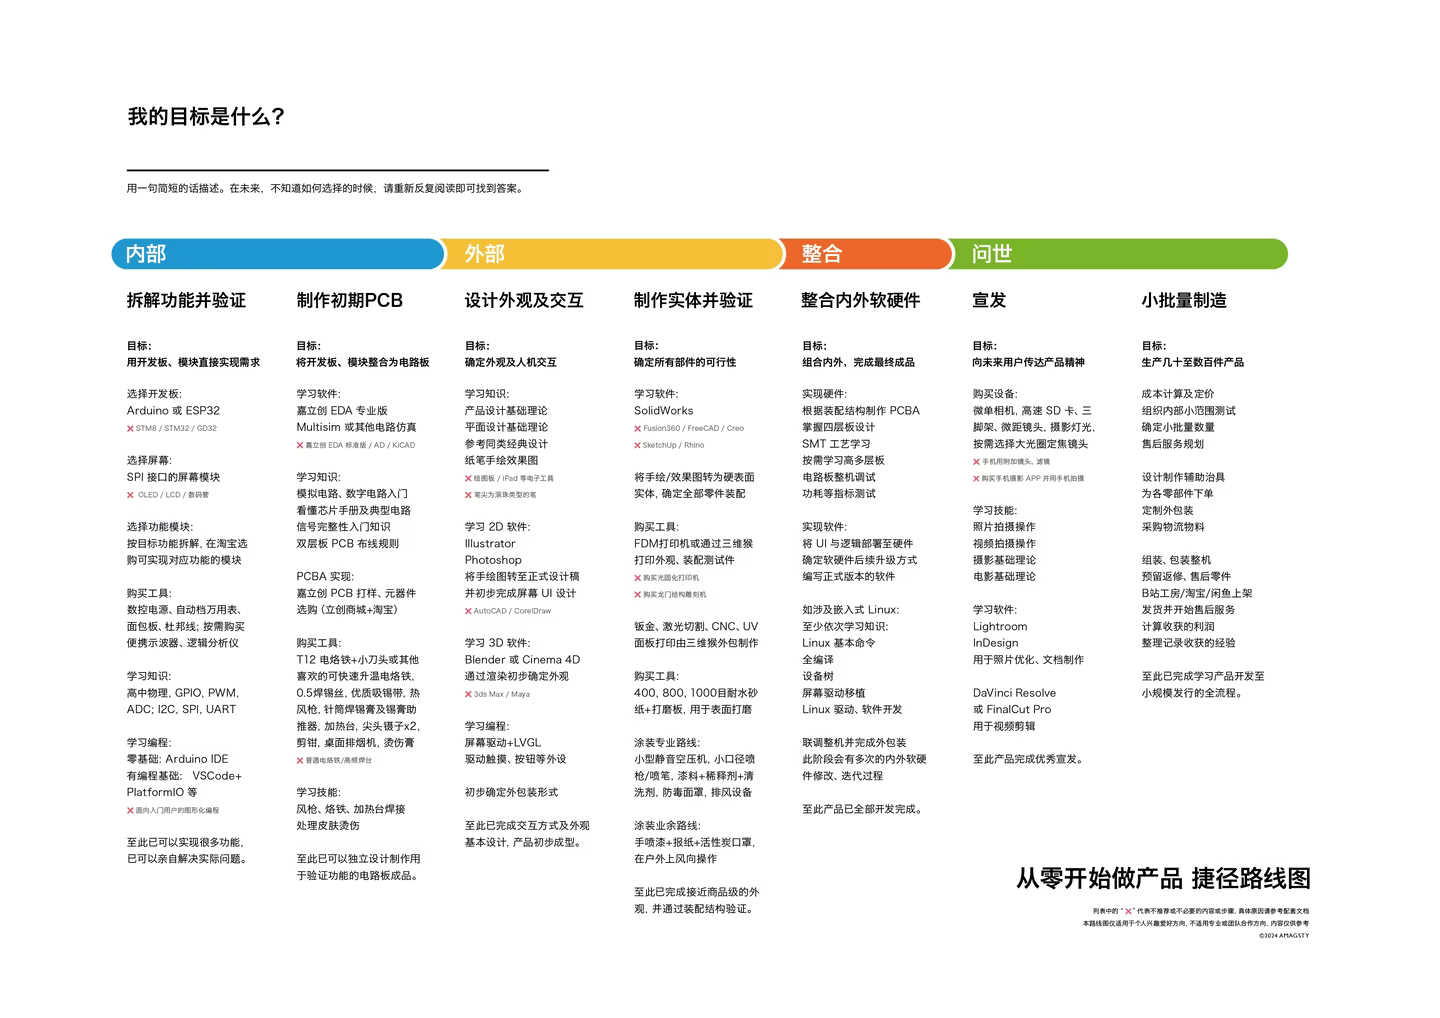 我的目标是什么?
用一句简短的话描述。在未来，不知道如何选择的时候，请重新反复阅读即可找到答案。
内部
外部
整合
问世
拆解功能并验证
目标：
用开发板、模块直接实现需求
选择开发板:
Arduino 或 ESP32
❌ STM8 / STM32 / GD32
选择屏幕:
SPI 接口的屏幕模块
❌ OLED / LCD / 数码管
选择功能模块:
按目标功能拆解, 在淘宝选
购可实现对应功能的模块
购买工具:
数控电源、自动档万用表、
面包板、杜邦线; 按需购买
便携示波器、逻辑分析仪
学习知识:
高中物理, GPIO, PWM,
ADC; I2C, SPI, UART
学习编程:
零基础: Arduino IDE
有编程基础: VSCode+
PlatformIO 等
❌ 面向入门用户的图形化编程
至此已可以实现很多功能,
已可以亲自解决实际问题。
制作初期PCB
目标：
将开发板、模块整合为电路板
学习软件:
嘉立创 EDA 专业版
Multisim 或其他电路仿真
❌ 嘉立创 EDA 标准版 / AD / KiCAD
学习知识:
模拟电路、数字电路入门
看懂芯片手册及典型电路
信号完整性入门知识
双层板 PCB 布线规则
PCBA 实现:
嘉立创 PCB 打样、元器件
选购 (立创商城+淘宝)
购买工具:
T12 电烙铁+小刀头或其他
喜欢的可快速升温电烙铁,
0.5焊锡丝, 优质吸锡带, 热
风枪, 针筒焊锡膏及锡膏助
推器, 加热台, 尖头镊子x2,
剪钳, 桌面排烟机, 烫伤膏
❌ 普通电烙铁/高频焊台
学习技能:
风枪、烙铁、加热台焊接
处理皮肤烫伤
至此已可以独立设计制作用
于验证功能的电路板成品。
设计外观及交互
目标：
确定外观及人机交互
学习知识:
产品设计基础理论
平面设计基础理论
参考同类经典设计
纸笔手绘效果图
❌ 绘图板 / iPad 等电子工具
❌ 笔尖为滚珠类型的笔
学习 2D 软件:
Illustrator
Photoshop
将手绘图转至正式设计稿
并初步完成屏幕 UI 设计
❌ AutoCAD / CorelDraw
学习 3D 软件:
Blender 或 Cinema 4D
通过渲染初步确定外观
❌ 3ds Max / Maya
学习编程:
屏幕驱动+LVGL
驱动触摸、按钮等外设
初步确定外包装形式
至此已完成交互方式及外观
基本设计, 产品初步成型。
制作实体并验证
目标：
确定所有部件的可行性
学习软件:
SolidWorks
❌ Fusion360 / FreeCAD / Creo
❌ SketchUp / Rhino
将手绘/效果图转为硬表面
实体, 确定全部零件装配
购买工具:
FDM打印机或通过三维猴
打印外观、装配测试件
❌ 购买光固化打印机
❌ 购买龙门结构雕刻机
钣金、激光切割、CNC、UV
面板打印由三维猴外包制作
购买工具:
400, 800, 1000目耐水砂
纸+打磨板, 用于表面打磨
涂装专业路线:
小型静音空压机, 小口径喷
枪/喷笔, 漆料+稀释剂+清
洗剂, 防毒面罩, 排风设备
涂装业余路线:
手喷漆+报纸+活性炭口罩,
在户外上风向操作
至此已完成接近商品级的外
观, 并通过装配结构验证。
整合内外软硬件
目标：
组合内外，完成最终成品
实现硬件:
根据装配结构制作 PCBA
掌握四层板设计
SMT 工艺学习
按需学习高多层板
电路板整机调试
功耗等指标测试
实现软件:
将 UI 与逻辑部署至硬件
确定软硬件后续升级方式
编写正式版本的软件
如涉及嵌入式 Linux:
至少依次学习知识:
Linux 基本命令
全编译
设备树
屏幕驱动移植
Linux 驱动、软件开发
联调整机并完成外包装
此阶段会有多次的内外软硬
件修改、迭代过程
至此产品已全部开发完成。
宣发
目标：
向未来用户传达产品精神
购买设备:
微单相机, 高速 SD 卡、三
脚架、微距镜头, 摄影灯光,
按需选择大光圈定焦镜头
❌ 手机用附加镜头、滤镜
❌ 购买手机摄影 APP 并用手机拍摄
学习技能:
照片拍摄操作
视频拍摄操作
摄影基础理论
电影基础理论
学习软件:
Lightroom
InDesign
用于照片优化、文档制作
DaVinci Resolve
或 FinalCut Pro
用于视频剪辑
至此产品完成优秀宣发。
小批量制造
目标：
生产几十至数百件产品
成本计算及定价
组织内部小范围测试
确定小批量数量
售后服务规划
设计制作辅助治具
为各零部件下单
定制外包装
采购物流物料
组装、包装整机
预留返修、售后零件
B站工房/淘宝/闲鱼上架
发货并开始售后服务
计算收获的利润
整理记录收获的经验
至此已完成学习产品开发至
小规模发行的全流程。
从零开始做产品 捷径路线图
列表中的 “❌” 代表不推荐或不必要的内容或步骤, 具体原因请参考配套文档
本路线图仅适用于个人兴趣爱好方向, 不适用专业或团队合作方向, 内容仅供参考
©2024 AMAGSTY